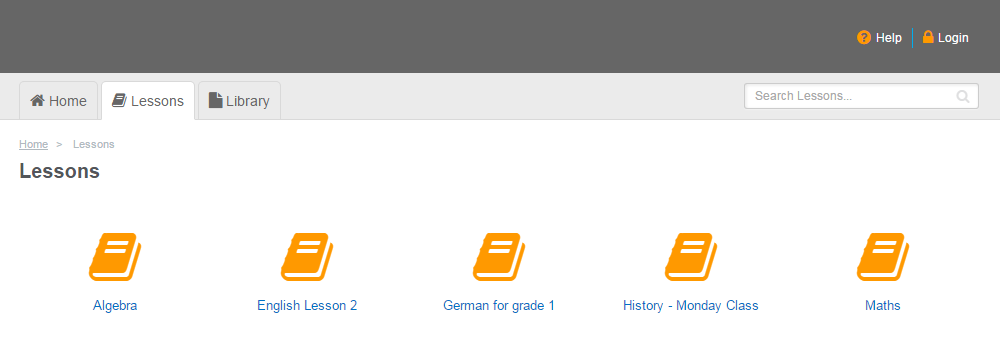 Help Login
Home Lessons Library Search Lessons...
Home > Lessons
Lessons
Algebra English Lesson 2 German for grade 1 History - Monday Class Maths